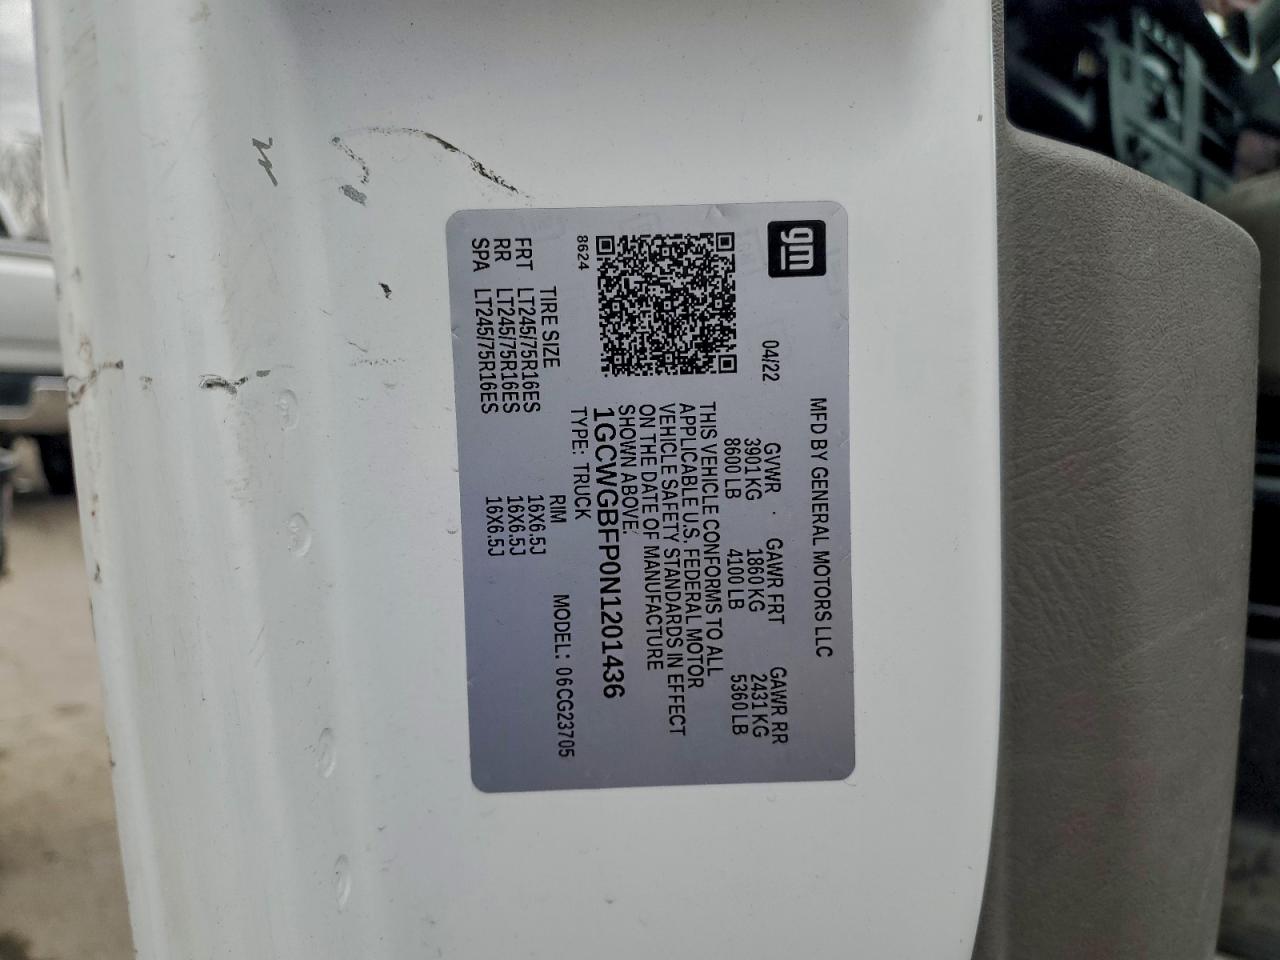 gm
MFD BY GENERAL MOTORS LLC
04/22 GVWR GAWR FRT GAWR RR
3901 KG 1860 KG 2431 KG
8600 LB 4100 LB 5360 LB
THIS VEHICLE CONFORMS TO ALL
APPLICABLE U.S. FEDERAL MOTOR
VEHICLE SAFETY STANDARDS IN EFFECT
ON THE DATE OF MANUFACTURE
SHOWN ABOVE.
1GCWGBFP0N1201436
8624 TYPE: TRUCK MODEL: 06CG23705
TIRE SIZE RIM
FRT LT245/75R16ES 16X6.5J
RR LT245/75R16ES 16X6.5J
SPA LT245/75R16ES 16X6.5J